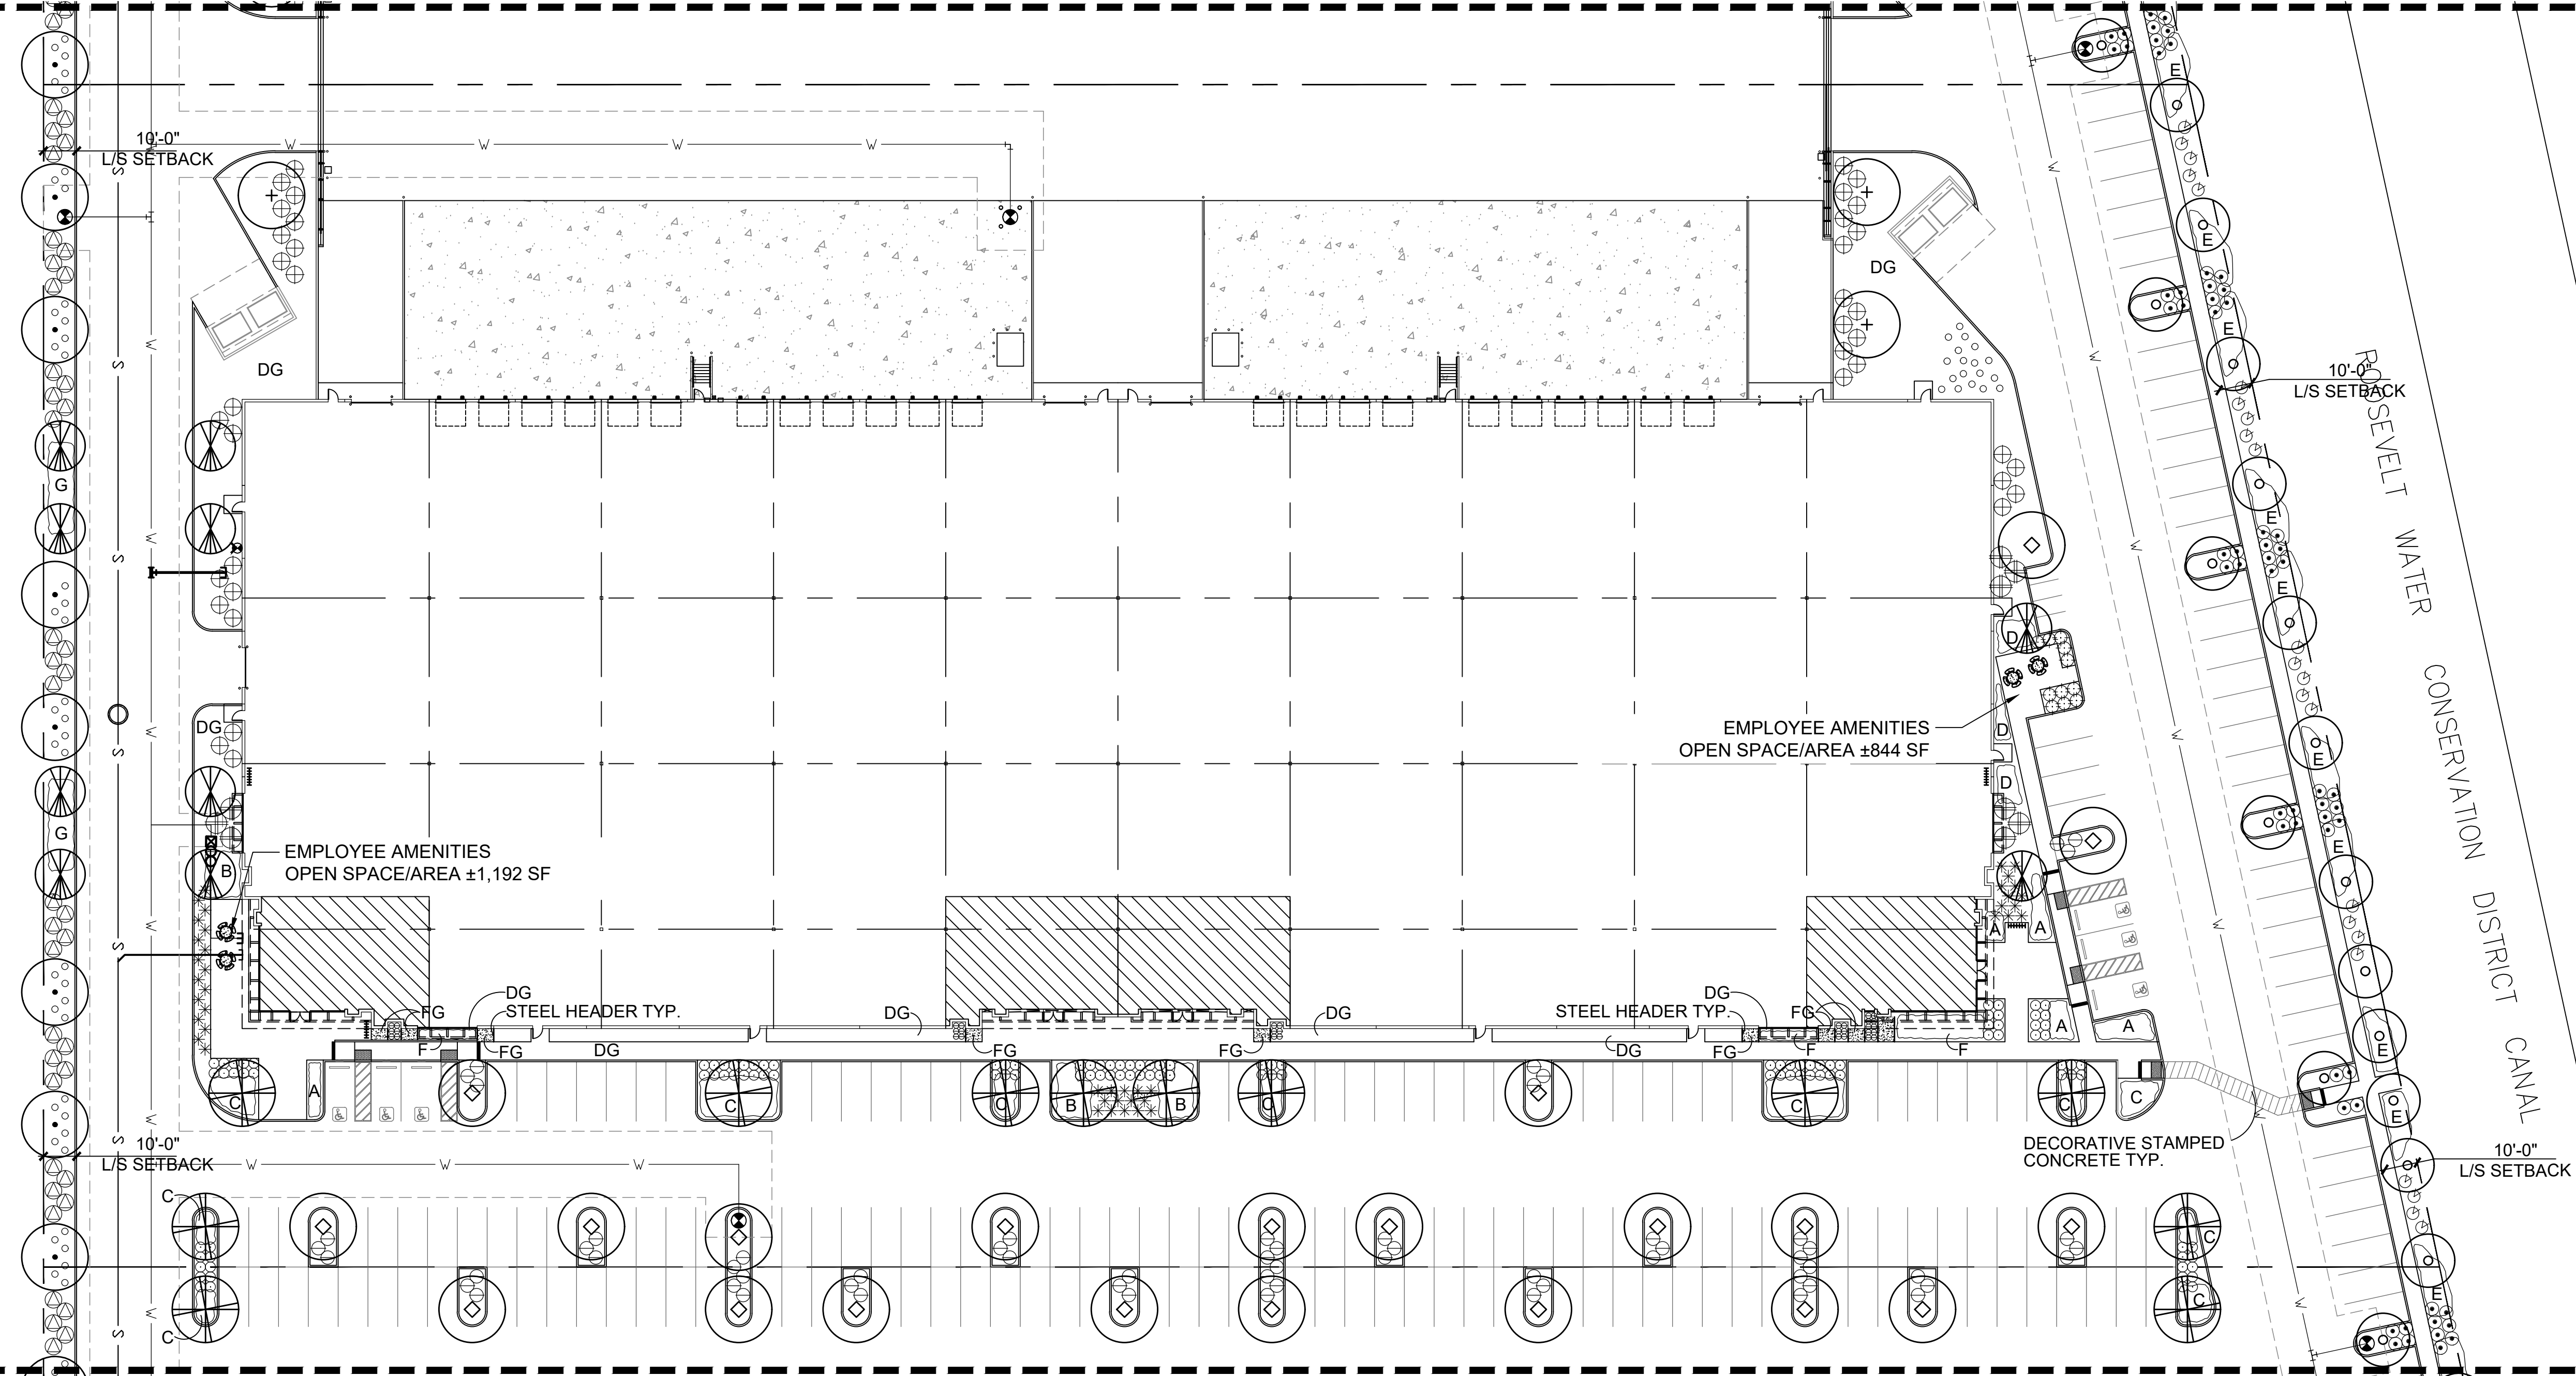 E
10'-0"
L/S SETBACK
W W W W
S
W
DG
E
DG
E
10'-0"
L/S SETBACK
ROOSEVELT WATER CONSERVATION DISTRICT CANAL
G
E
D
E
DG
EMPLOYEE AMENITIES
OPEN SPACE/AREA ±844 SF
D
E
D
G
E
EMPLOYEE AMENITIES
OPEN SPACE/AREA ±1,192 SF
B
A
A
DG
FG
STEEL HEADER TYP.
DG
DG
DG
FG
STEEL HEADER TYP.
A
A
F
FG
DG
FG
FG
DG
FG
F
F
E
C
A
C
C
B
B
C
C
C
C
E
10'-0"
L/S SETBACK
W W W
DECORATIVE STAMPED
CONCRETE TYP.
10'-0"
L/S SETBACK
C
C
C
E
C